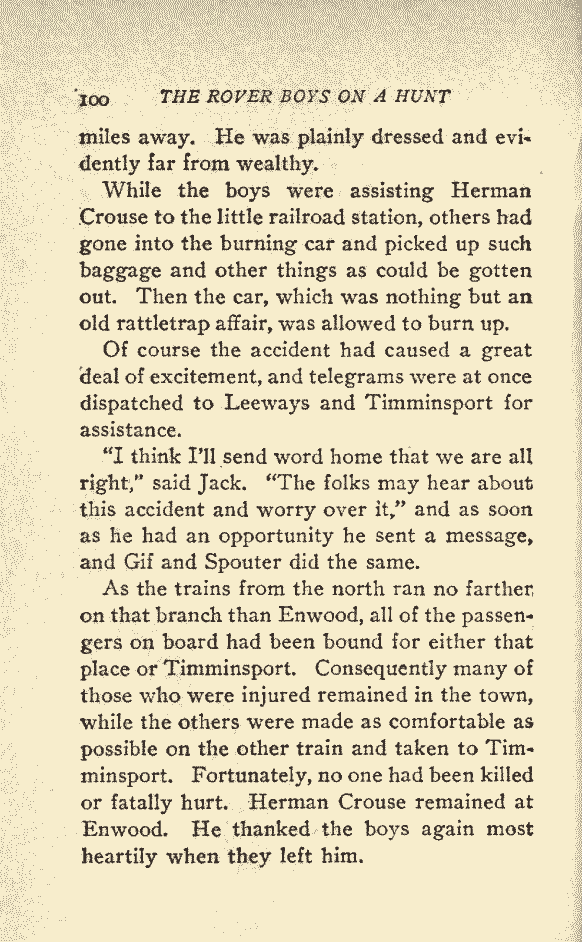 100 THE ROVER BOYS ON A HUNT
miles away. He was plainly dressed and evi-
dently far from wealthy.
While the boys were assisting Herman
Crouse to the little railroad station, others had
gone into the burning car and picked up such
baggage and other things as could be gotten
out. Then the car, which was nothing but an
old rattletrap affair, was allowed to burn up.
Of course the accident had caused a great
deal of excitement, and telegrams were at once
dispatched to Leeways and Timminsport for
assistance.
"I think I'll send word home that we are all
right," said Jack. "The folks may hear about
this accident and worry over it," and as soon
as he had an opportunity he sent a message,
and Gif and Spouter did the same.
As the trains from the north ran no farther
on that branch than Enwood, all of the passen-
gers on board had been bound for either that
place or Timminsport. Consequently many of
those who were injured remained in the town,
while the others were made as comfortable as
possible on the other train and taken to Tim-
minsport. Fortunately, no one had been killed
or fatally hurt. Herman Crouse remained at
Enwood. He thanked the boys again most
heartily when they left him.